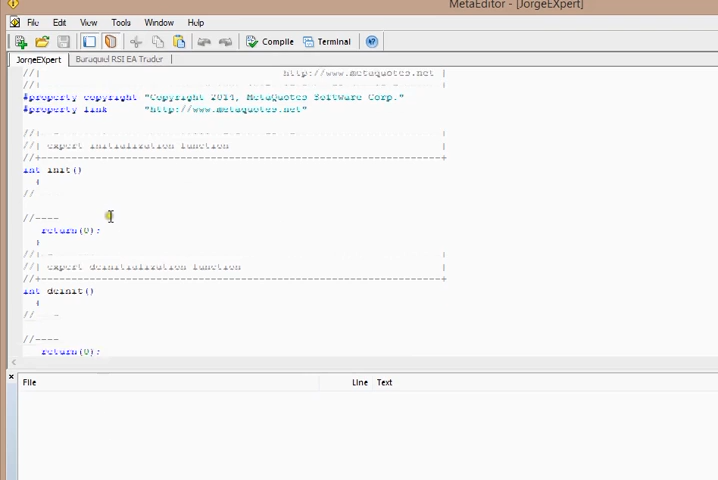 MetaEditor - [JorgeEXpert]
File Edit View Tools Window Help
Compile Terminal
JorgeEXpert Buraquiel RSI EA Trader
//| http://www.metaquotes.net |
//| |
#property copyright "Copyright 2014, MetaQuotes Software Corp."
#property link "http://www.metaquotes.net"
//| expert initialization function |
//+------------------------------------------------------------------+
int init()
{
//
//----
return(0);
}
//| expert deinitialization function |
//+------------------------------------------------------------------+
int deinit()
{
//----
//----
return(0);
File Line Text